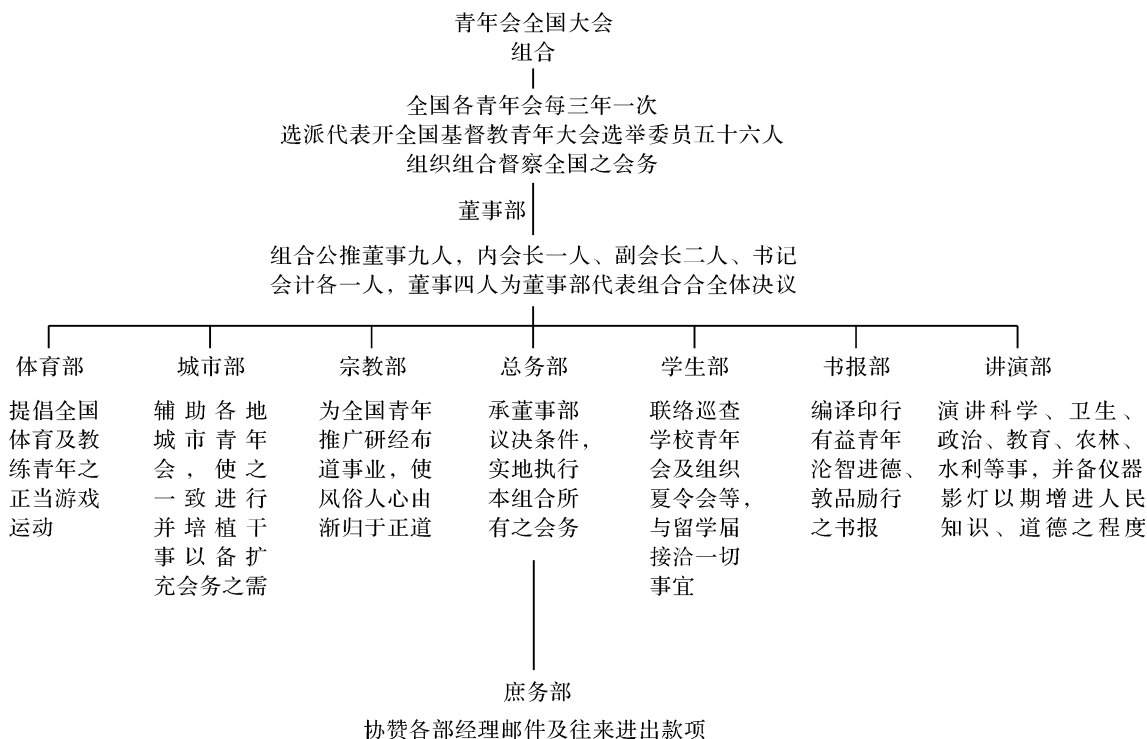 青年会全国大会
组合
全国各青年会每三年一次
选派代表开全国基督教青年大会选举委员五十六人
组织组合督察全国之会务
董事部
组合公推董事九人，内会长一人、副会长二人、书记
会计各一人，董事四人为董事部代表组合合全体决议
体育部
提倡全国
体育及教
练青年之
正当游戏
运动
城市部
辅助各地
城市青年
会，使之
一致进行
并培植干
事以备扩
充会务之需
宗教部
为全国青年
推广研经布
道事业，使
风俗人心由
渐归于正道
总务部
承董事部
议决条件，
实地执行
本组合所
有之会务
学生部
联络巡查
学校青年
会及组织
夏令会等，
与留学届
接洽一切
事宜
书报部
编译印行
有益青年
沦智进德、
敦品励行
之书报
讲演部
演讲科学、卫生、
政治、教育、农林、
水利等事，并备仪器
影灯以期增进人民
知识、道德之程度
庶务部
协赞各部经理邮件及往来进出款项